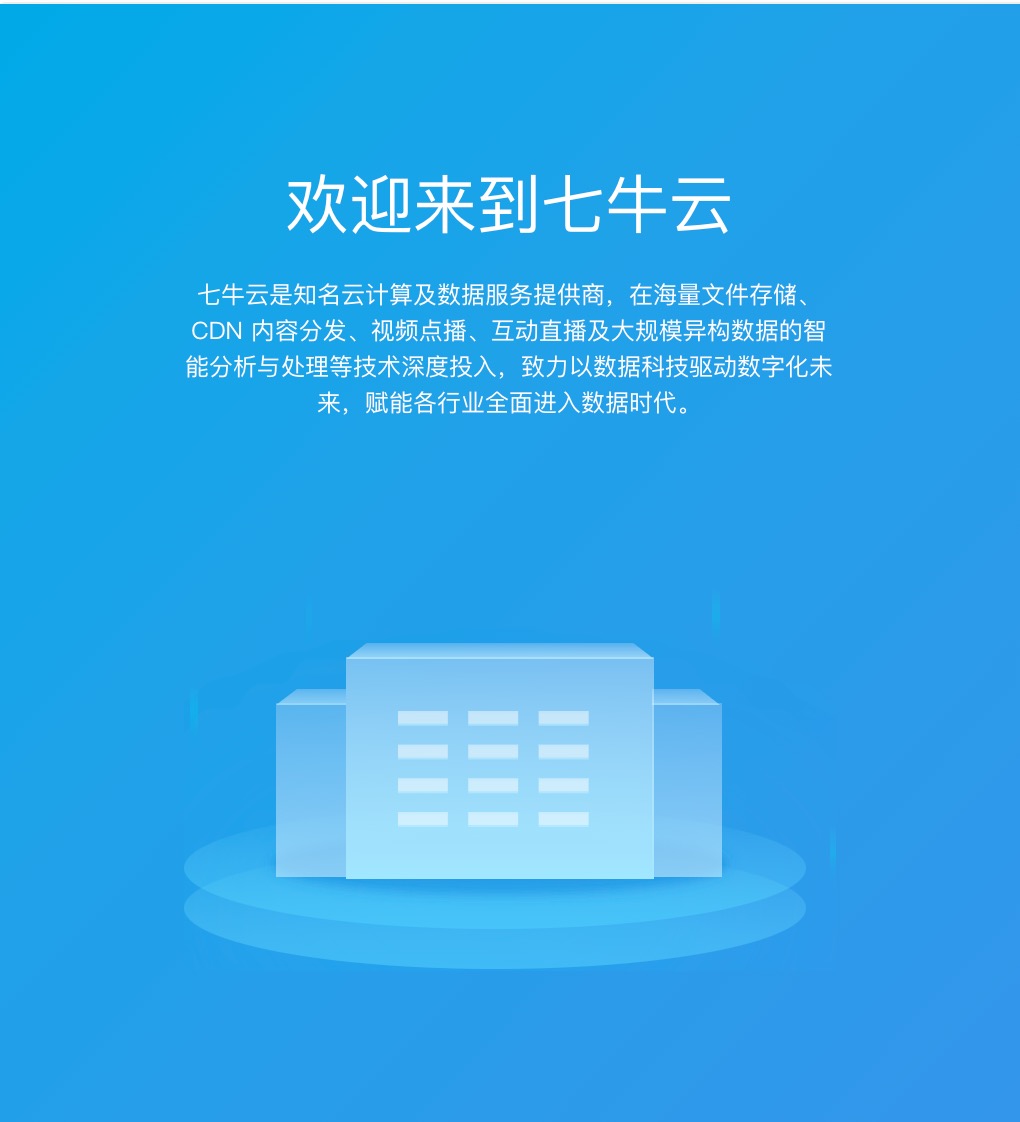 欢迎来到七牛云
七牛云是知名云计算及数据服务提供商，在海量文件存储、
CDN 内容分发、视频点播、互动直播及大规模异构数据的智
能分析与处理等技术深度投入，致力以数据科技驱动数字化未
来，赋能各行业全面进入数据时代。